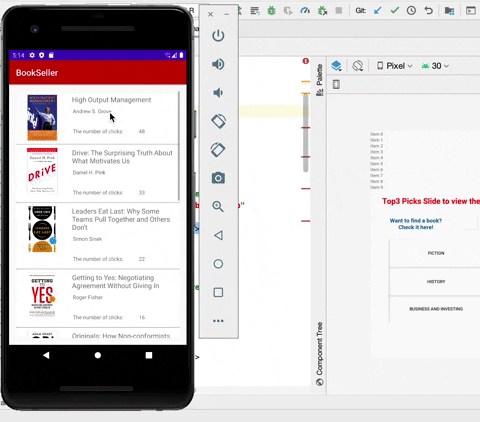 Git:
5:14
BookSeller
High Output Management
Andrew S. Grove
The number of clicks: 48
Drive: The Surprising Truth About
What Motivates Us
Daniel H. Pink
The number of clicks: 33
Leaders Eat Last: Why Some
Teams Pull Together and Others
Don't
Simon Sinek
The number of clicks: 22
Getting to Yes: Negotiating
Agreement Without Giving In
Roger Fisher
The number of clicks: 16
Originals: How Non-conformists
Palette
Pixel
30
Item 0
Item 1
Item 2
Item 3
Item 4
Item 5
Item 6
Item 7
Item 8
Item 9
Top3 Picks Slide to view the
Want to find a book?
Check it here!
FICTION
HISTORY
BUSINESS AND INVESTING
Component Tree